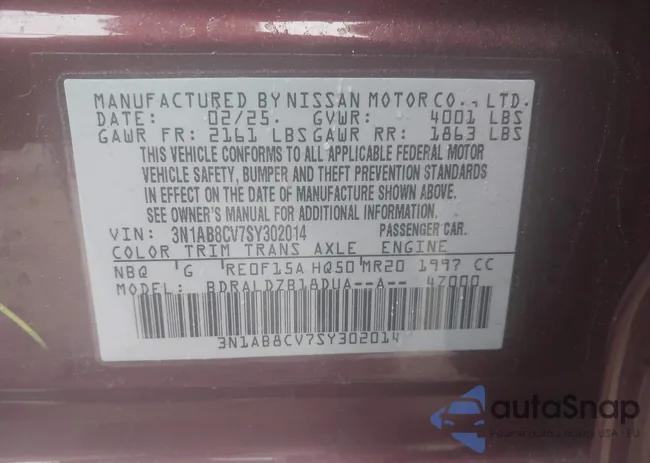 MANUFACTURED BY NISSAN MOTOR CO., LTD.
DATE: 02/25. GVWR: 4001 LBS
GAWR FR: 2161 LBS GAWR RR: 1863 LBS
THIS VEHICLE CONFORMS TO ALL APPLICABLE FEDERAL MOTOR
VEHICLE SAFETY, BUMPER AND THEFT PREVENTION STANDARDS
IN EFFECT ON THE DATE OF MANUFACTURE SHOWN ABOVE.
SEE OWNER'S MANUAL FOR ADDITIONAL INFORMATION.
VIN: 3N1AB8CV7SY302014 PASSENGER CAR.
COLOR TRIM TRANS AXLE ENGINE
NBQ G RE0F15A HQ50 MR20 1997 CC
MODEL: BDRALDZB18DUA--A-- 47000
3N1AB8CV7SY302014
autoSnap
USA